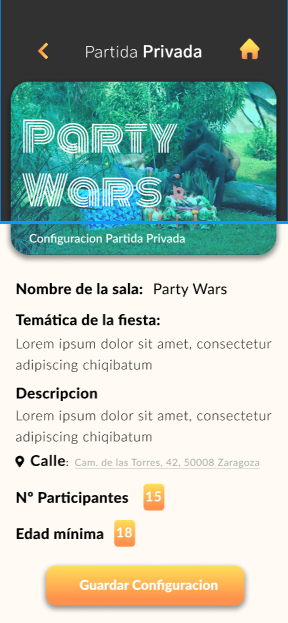 Partida Privada
Party
Wars
Configuracion Partida Privada
Nombre de la sala: Party Wars
Temática de la fiesta:
Lorem ipsum dolor sit amet, consectetur
adipiscing chiqibatum
Descripcion
Lorem ipsum dolor sit amet, consectetur
adipiscing chiqibatum
Calle: Cam. de las Torres, 42, 50008 Zaragoza
Nº Participantes 15
Edad mínima 18
Guardar Configuracion